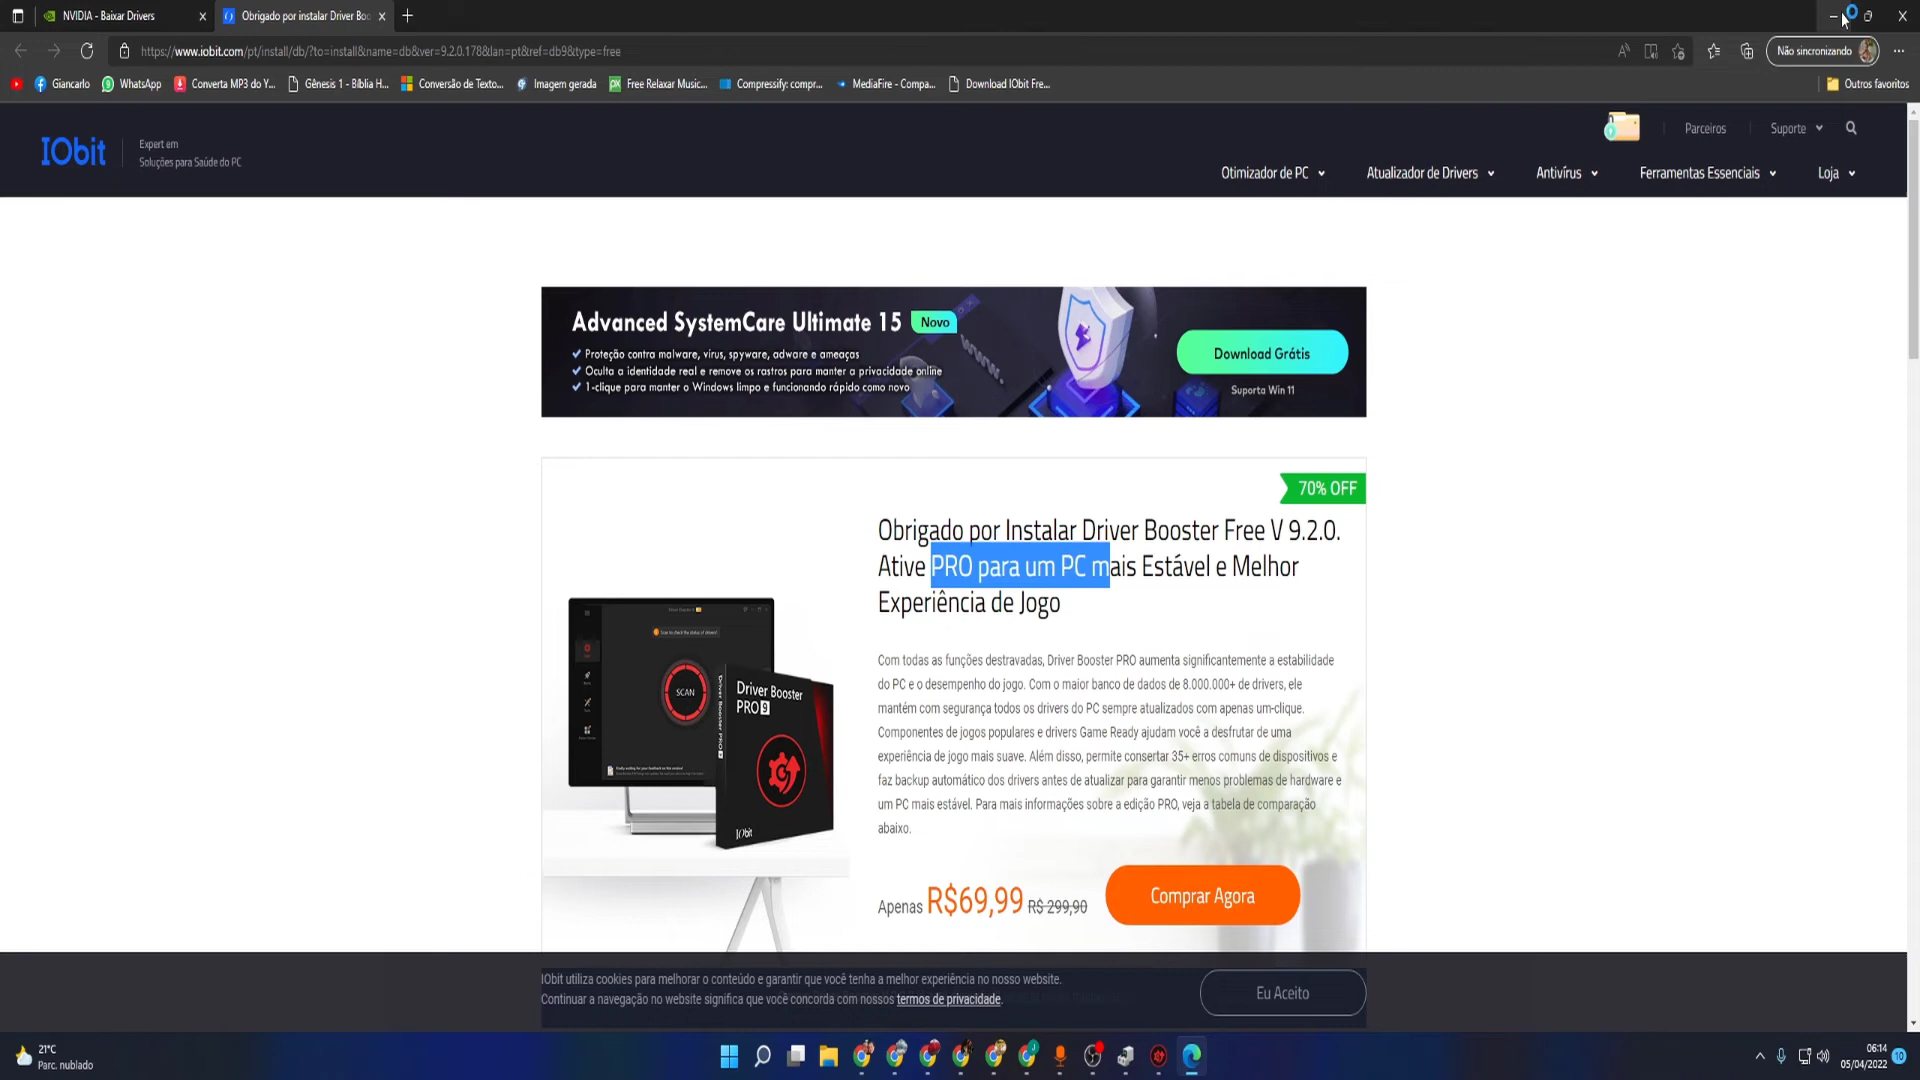 NVIDIA - Baixar Drivers
Obrigado por instalar Driver Boo
https://www.iobit.com/pt/install/db/?to=install&name=db&ver=9.2.0.178&lan=pt&ref=db9&type=free
Não sincronizando
Giancarlo
WhatsApp
Converta MP3 do Y...
Gênesis 1 - Bíblia H...
Conversão de Texto...
Imagem gerada
Free Relaxar Music...
Compressify: compr...
MediaFire - Compa...
Download IObit Fre...
Outros favoritos
IObit
Expert em
Soluções para Saúde do PC
Parceiros
Suporte
Otimizador de PC
Atualizador de Drivers
Antivírus
Ferramentas Essenciais
Loja
Advanced SystemCare Ultimate 15 Novo
Proteção contra malware, virus, spyware, adware e ameaças
Oculta a identidade real e remove os rastros para manter a privacidade online
1-clique para manter o Windows limpo e funcionando rápido como novo
www.
Download Grátis
Suporta Win 11
70% OFF
Obrigado por Instalar Driver Booster Free V 9.2.0.
Ative PRO para um PC mais Estável e Melhor
Experiência de Jogo
SCAN
Driver Booster
PRO 9
IObit
Com todas as funções destravadas, Driver Booster PRO aumenta significantemente a estabilidade
do PC e o desempenho do jogo. Com o maior banco de dados de 8.000.000+ de drivers, ele
mantém com segurança todos os drivers do PC sempre atualizados com apenas um-clique.
Componentes de jogos populares e drivers Game Ready ajudam você a desfrutar de uma
experiência de jogo mais suave. Além disso, permite consertar 35+ erros comuns de dispositivos e
faz backup automático dos drivers antes de atualizar para garantir menos problemas de hardware e
um PC mais estável. Para mais informações sobre a edição PRO, veja a tabela de comparação
abaixo.
Apenas R$69,99 R$ 299,90
Comprar Agora
IObit utiliza cookies para melhorar o conteúdo e garantir que você tenha a melhor experiência no nosso website.
Continuar a navegação no website significa que você concorda com nossos termos de privacidade.
Eu Aceito
21°C
Parc. nublado
06:14
05/04/2022
10